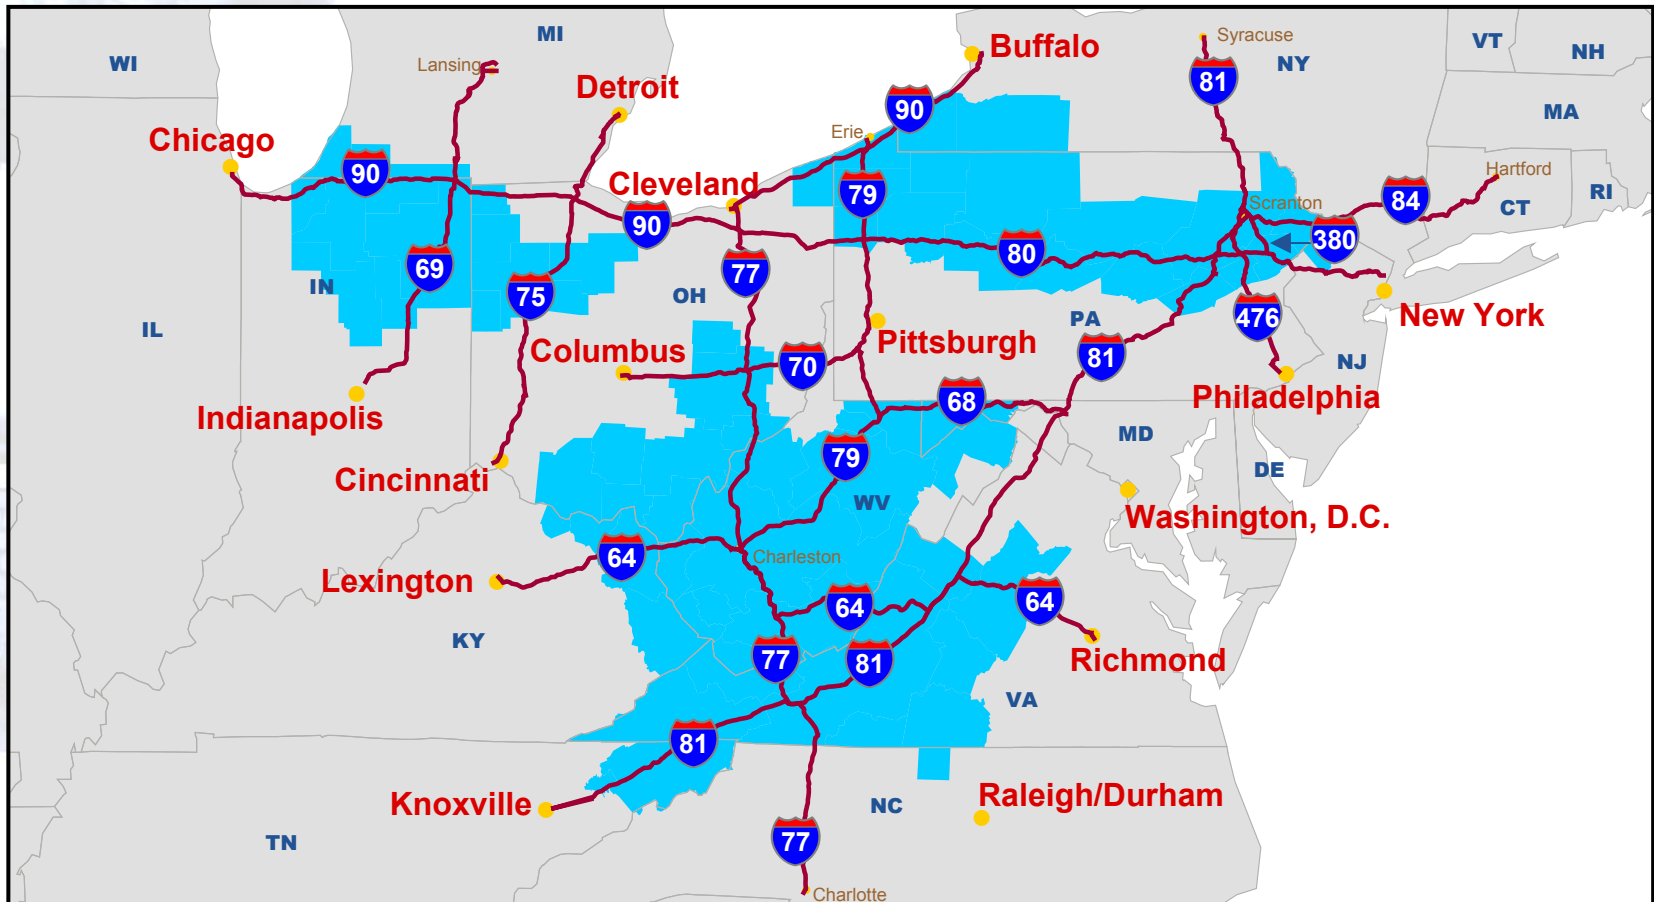 WI
MI
Lansing
Detroit
Buffalo
Syracuse
NY
81
VT
NH
90
MA
Erie
Chicago
90
79
Cleveland
90
Hartford
84
RI
CT
Scranton
380
80
69
77
IN
75
OH
476
New York
IL
PA
Pittsburgh
81
Columbus
70
NJ
Philadelphia
Indianapolis
68
MD
79
DE
Cincinnati
WV
Washington, D.C.
64
Charleston
Lexington
64
64
KY
77
81
Richmond
VA
81
Knoxville
NC
Raleigh/Durham
TN
77
Charlotte